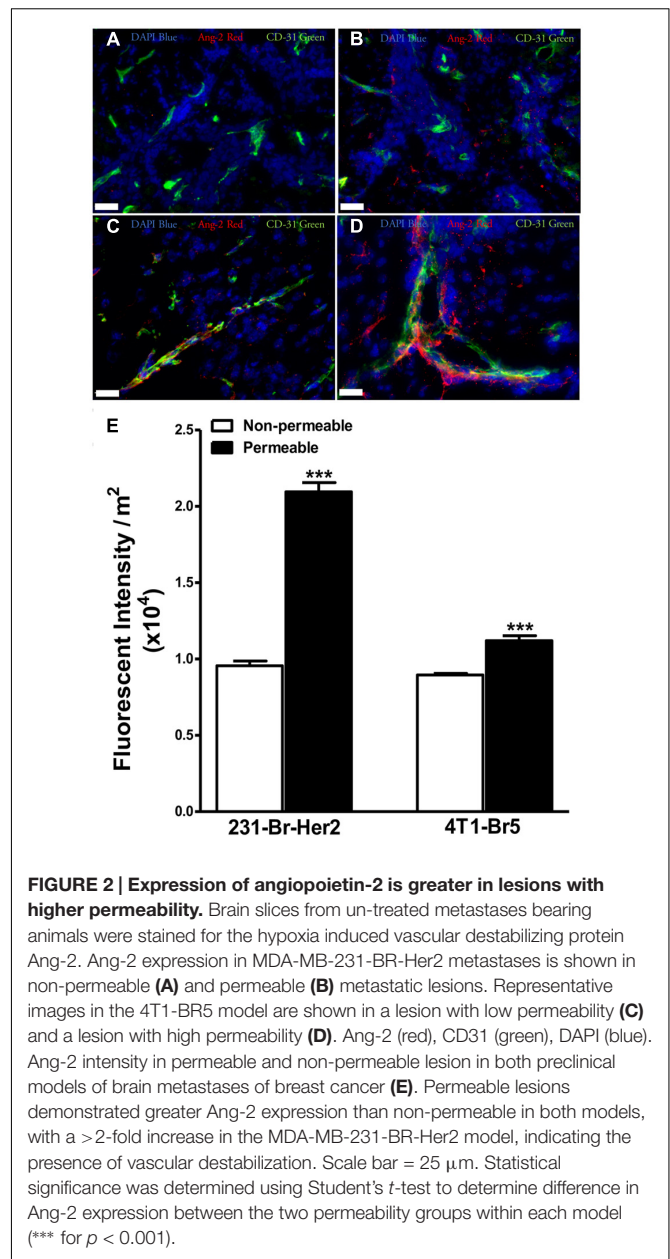 A
DAPI Blue Ang-2 Red CD-31 Green
B
DAPI Blue Ang-2 Red CD-31 Green
C
DAPI Blue Ang-2 Red CD-31 Green
D
DAPI Blue Ang-2 Red CD-31 Green
E
Non-permeable
Permeable
Fluorescent Intensity / m²
(x10⁴)
2.5
2.0
1.5
1.0
0.5
0.0
***
***
231-Br-Her2
4T1-Br5
FIGURE 2 | Expression of angiopoietin-2 is greater in lesions with
higher permeability. Brain slices from un-treated metastases bearing
animals were stained for the hypoxia induced vascular destabilizing protein
Ang-2. Ang-2 expression in MDA-MB-231-BR-Her2 metastases is shown in
non-permeable (A) and permeable (B) metastatic lesions. Representative
images in the 4T1-BR5 model are shown in a lesion with low permeability (C)
and a lesion with high permeability (D). Ang-2 (red), CD31 (green), DAPI (blue).
Ang-2 intensity in permeable and non-permeable lesion in both preclinical
models of brain metastases of breast cancer (E). Permeable lesions
demonstrated greater Ang-2 expression than non-permeable in both models,
with a >2-fold increase in the MDA-MB-231-BR-Her2 model, indicating the
presence of vascular destabilization. Scale bar = 25 μm. Statistical
significance was determined using Student's t-test to determine difference in
Ang-2 expression between the two permeability groups within each model
(*** for p < 0.001).